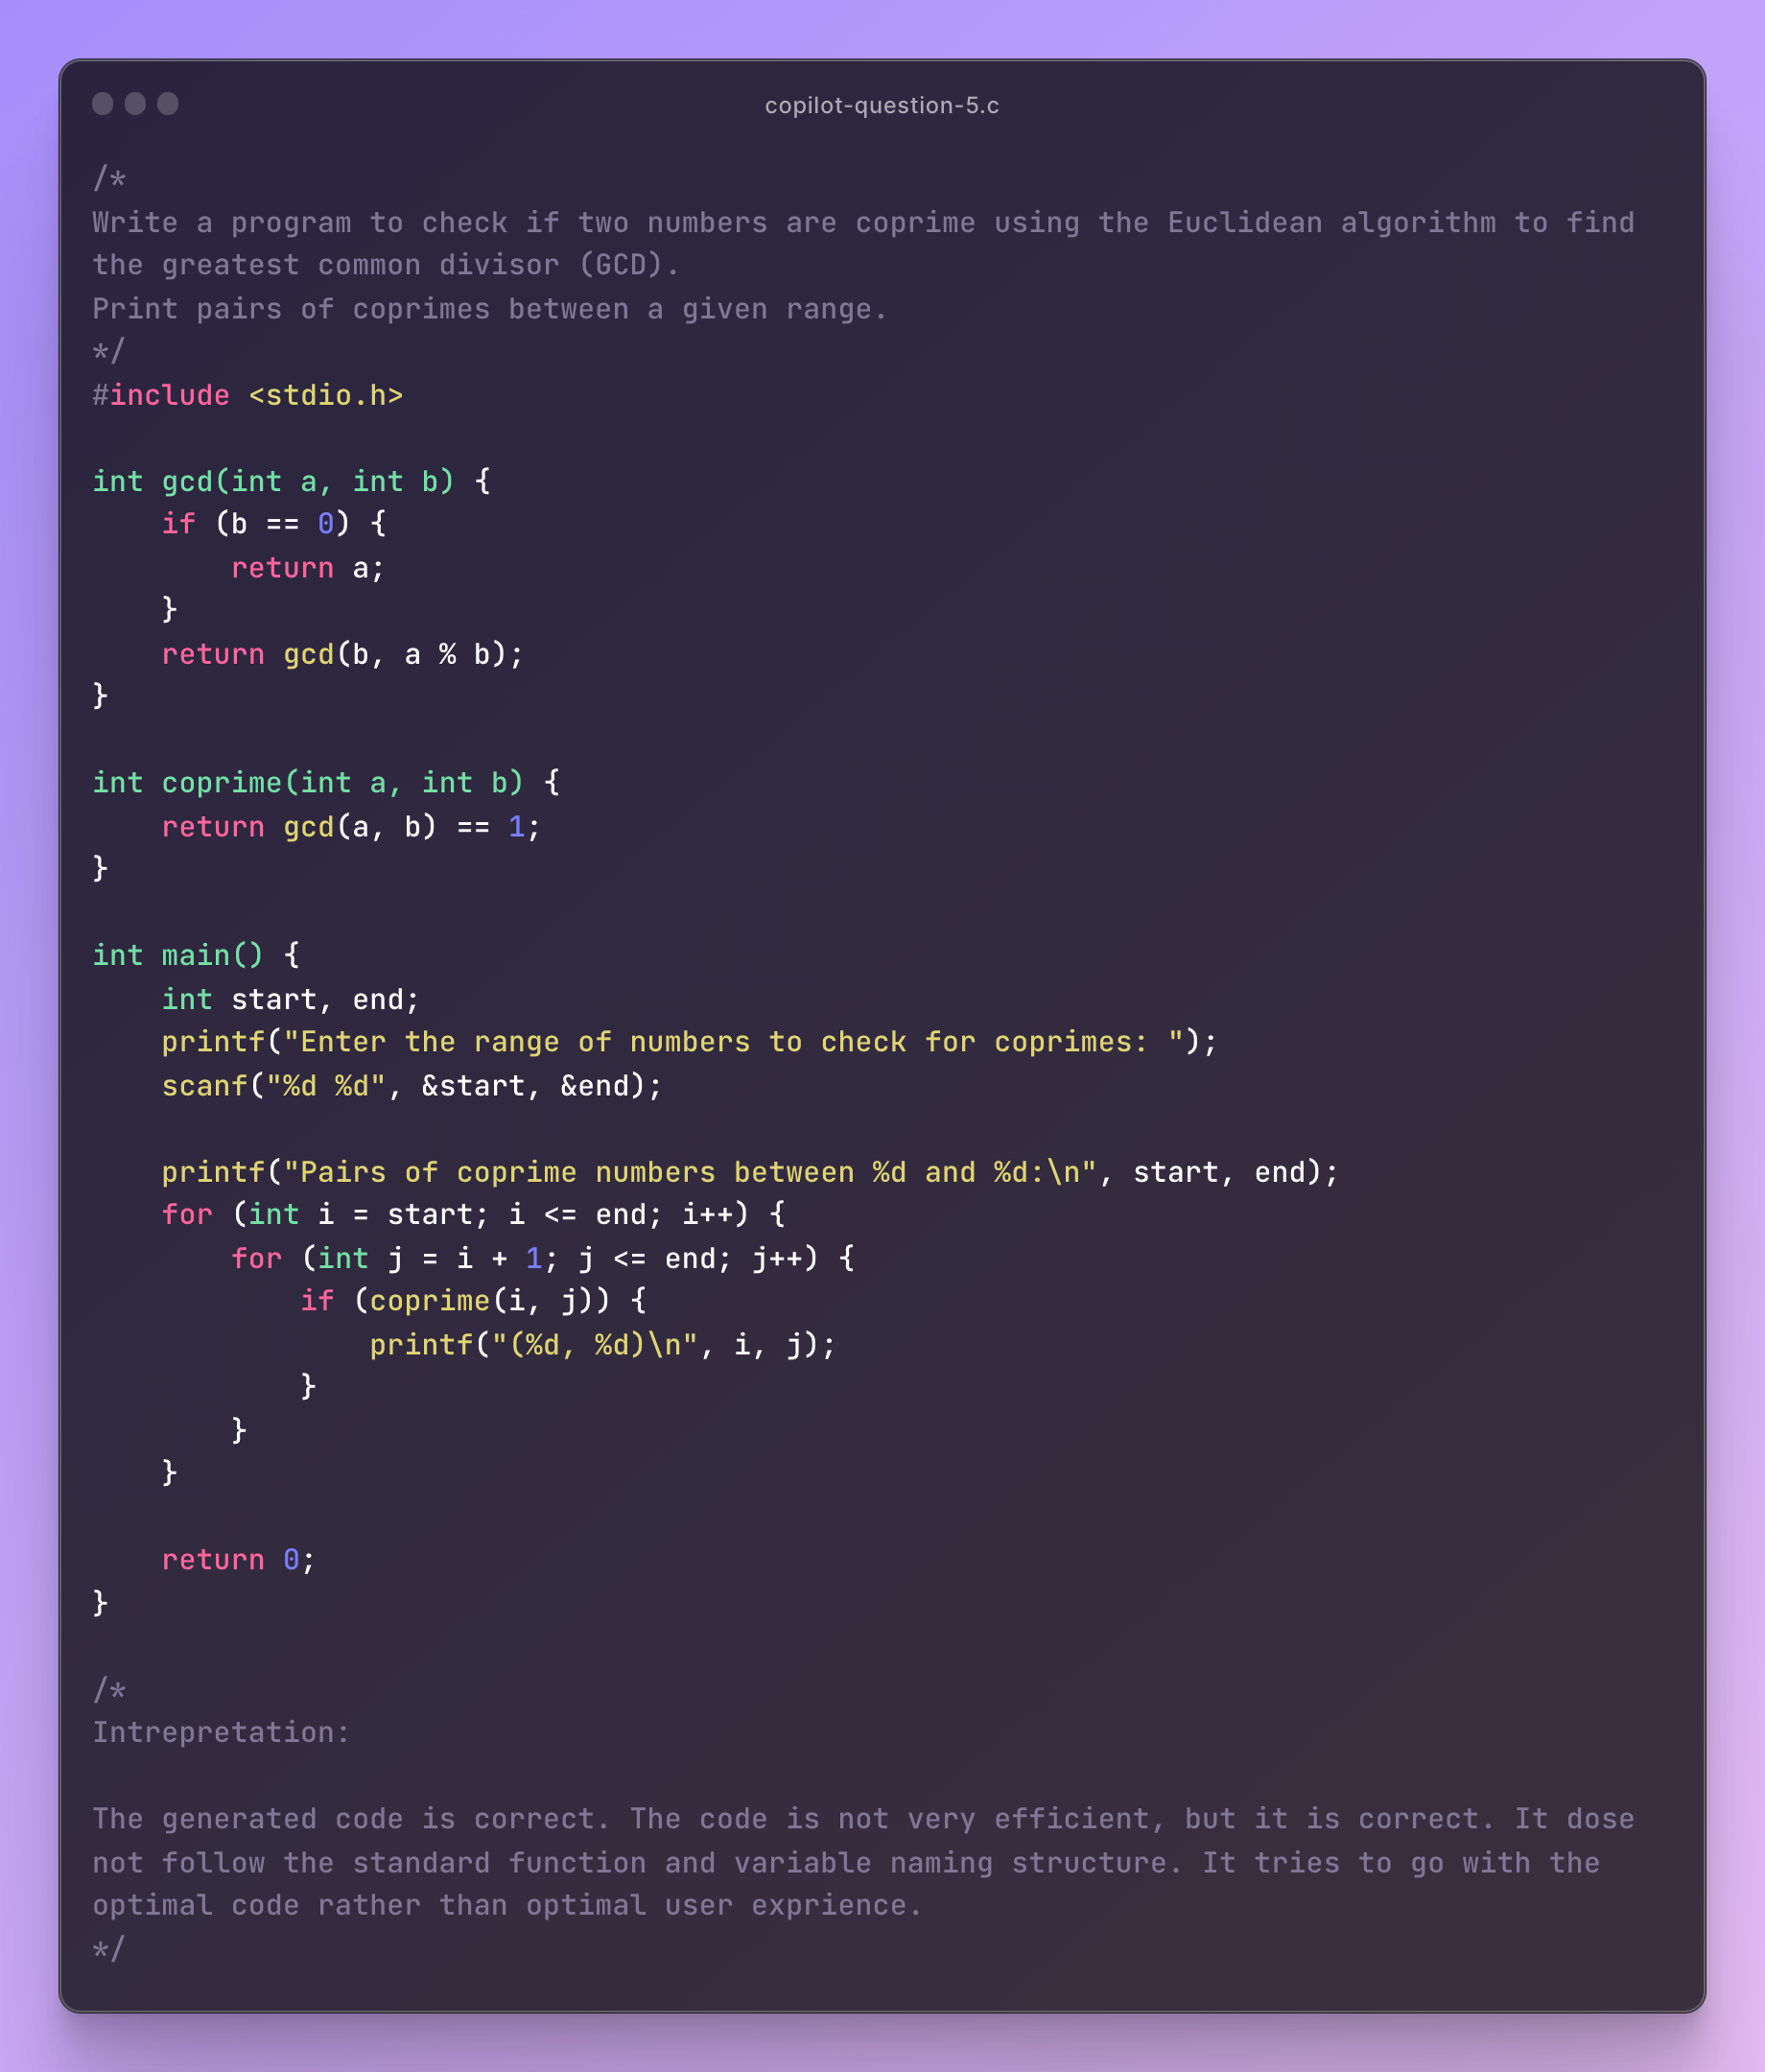 copilot-question-5.c
/*
Write a program to check if two numbers are coprime using the Euclidean algorithm to find
the greatest common divisor (GCD).
Print pairs of coprimes between a given range.
*/
#include <stdio.h>

int gcd(int a, int b) {
    if (b == 0) {
        return a;
    }
    return gcd(b, a % b);
}

int coprime(int a, int b) {
    return gcd(a, b) == 1;
}

int main() {
    int start, end;
    printf("Enter the range of numbers to check for coprimes: ");
    scanf("%d %d", &start, &end);

    printf("Pairs of coprime numbers between %d and %d:\n", start, end);
    for (int i = start; i <= end; i++) {
        for (int j = i + 1; j <= end; j++) {
            if (coprime(i, j)) {
                printf("(%d, %d)\n", i, j);
            }
        }
    }

    return 0;
}

/*
Intrepretation:

The generated code is correct. The code is not very efficient, but it is correct. It dose
not follow the standard function and variable naming structure. It tries to go with the
optimal code rather than optimal user exprience.
*/